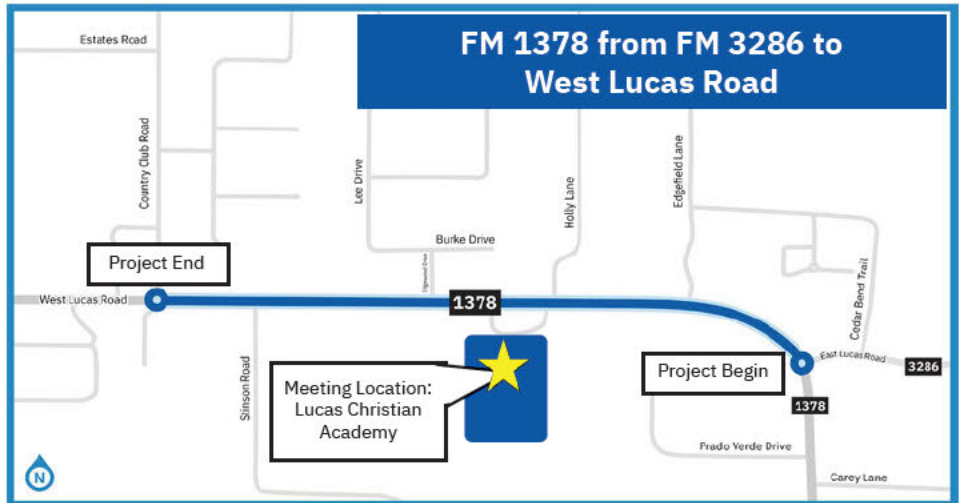 FM 1378 from FM 3286 to
West Lucas Road
Estates Road
Country Club Road
Lee Drive
Holly Lane
Edgefield Lane
Burke Drive
Project End
Cedar Bend Trail
West Lucas Road
1378
East Lucas Road
3286
Stinson Road
Meeting Location:
Lucas Christian
Academy
Project Begin
1378
Prado Verde Drive
Carey Lane
N